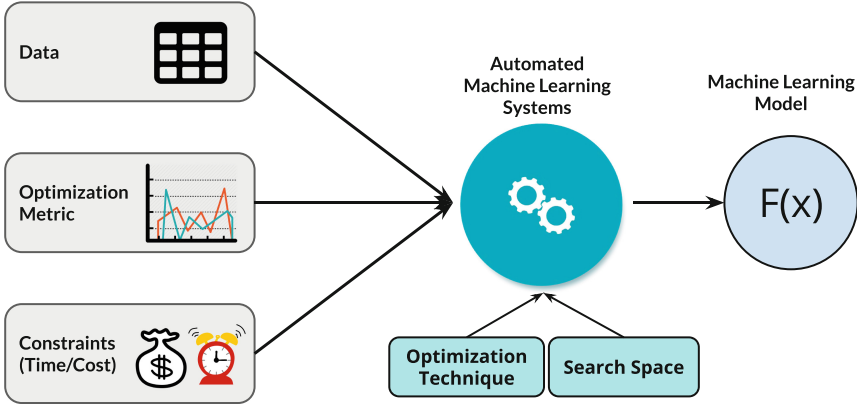 Data
Optimization
Metric
Constraints
(Time/Cost)
$
Automated
Machine Learning
Systems
Optimization
Technique
Search Space
Machine Learning
Model
F(x)